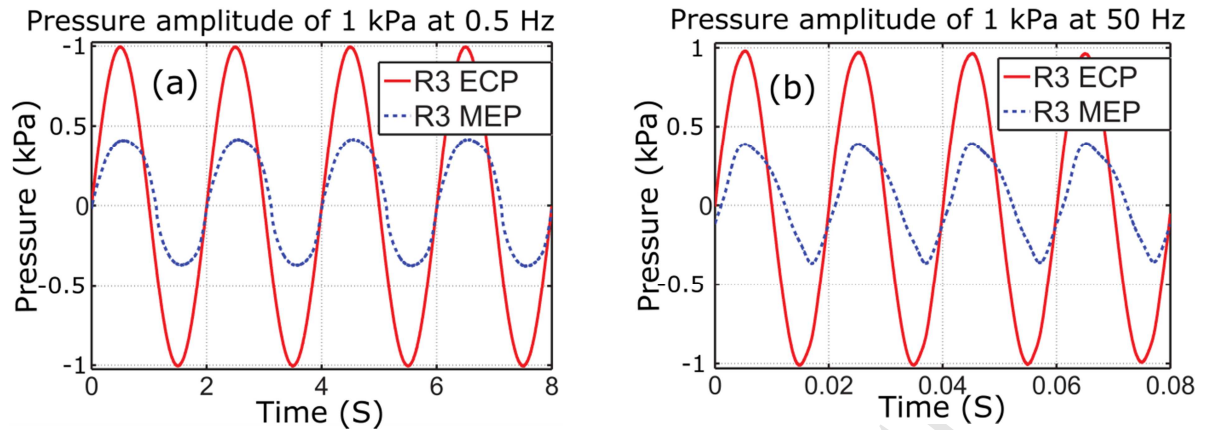 Pressure amplitude of 1 kPa at 0.5 Hz
-1
0.5
0
-0.5
-1
Pressure (kPa)
(a)
R3 ECP
R3 MEP
0 2 4 6 8
Time (S)
Pressure amplitude of 1 kPa at 50 Hz
1
0.5
0
-0.5
-1
Pressure (kPa)
(b)
R3 ECP
R3 MEP
0 0.02 0.04 0.06 0.08
Time (S)